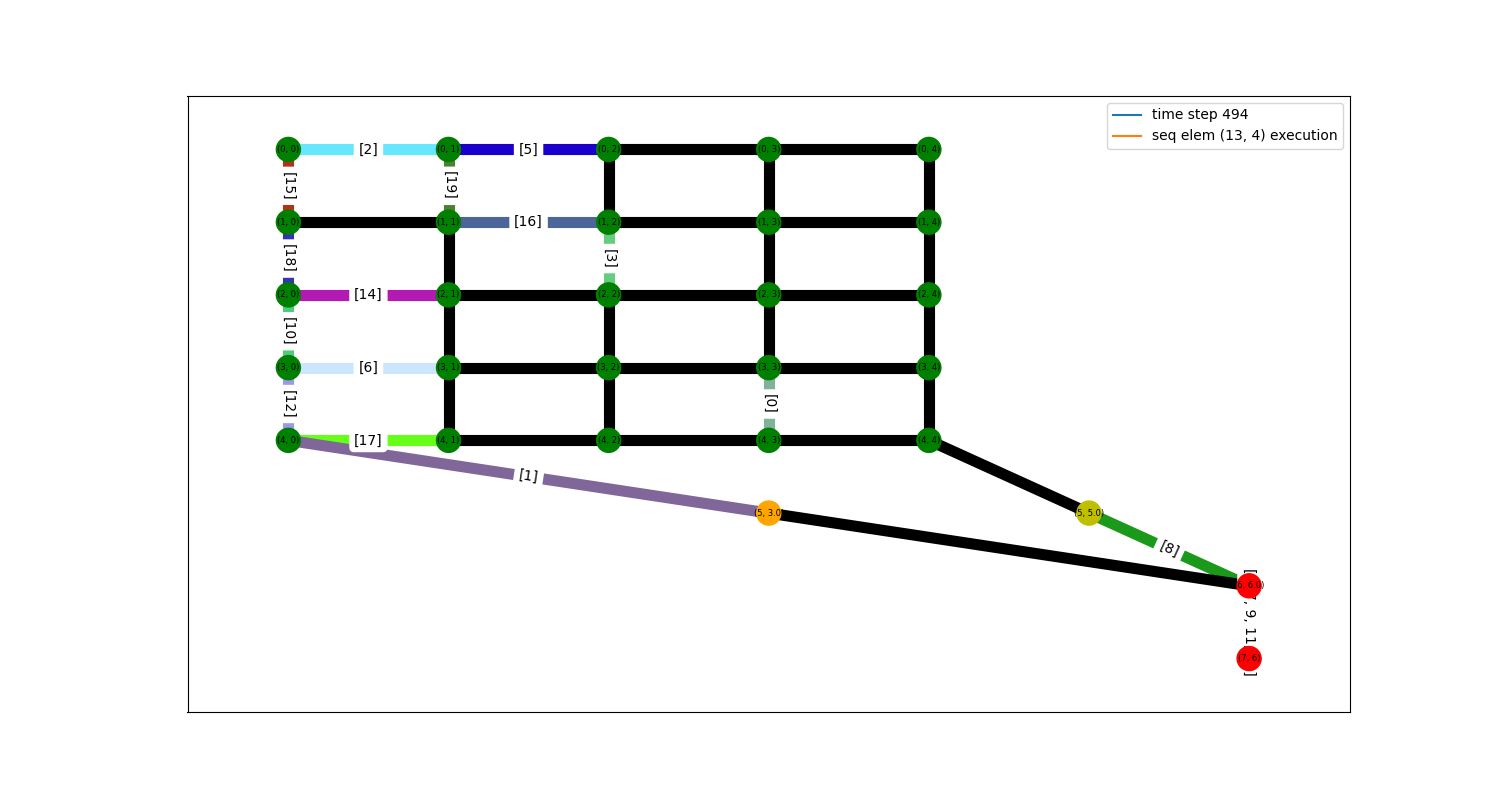 time step 494
seq elem (13, 4) execution
(0, 0) [2] (0, 1) [5] (0, 2) (0, 3) (0, 4)
[15] [19]
(1, 0) (1, 1) [16] (1, 2) (1, 3) (1, 4)
[18] [3]
(2, 0) [14] (2, 1) (2, 2) (2, 3) (2, 4)
[10]
(3, 0) [6] (3, 1) (3, 2) (3, 3) (3, 4)
[12] [0]
(4, 0) [17] (4, 1) (4, 2) (4, 3) (4, 4)
[1]
(5, 3.0) (5, 5.0)
[8]
(6, 6.0)
9, 11
(7, 6)